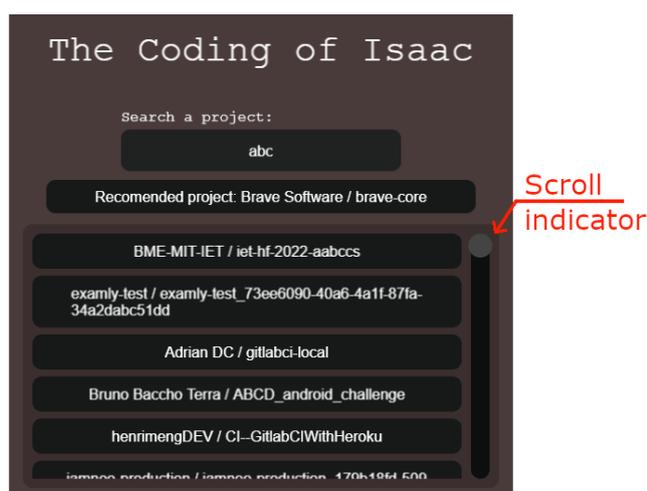 The Coding of Isaac
Search a project:
abc
Recomended project: Brave Software / brave-core
Scroll
indicator
BME-MIT-IET / iet-hf-2022-aabccs
examly-test / examly-test_73ee6090-40a6-4a1f-87fa-
34a2dabc51dd
Adrian DC / gitlabci-local
Bruno Baccho Terra / ABCD_android_challenge
henrimengDEV / CI--GitlabCIWithHeroku